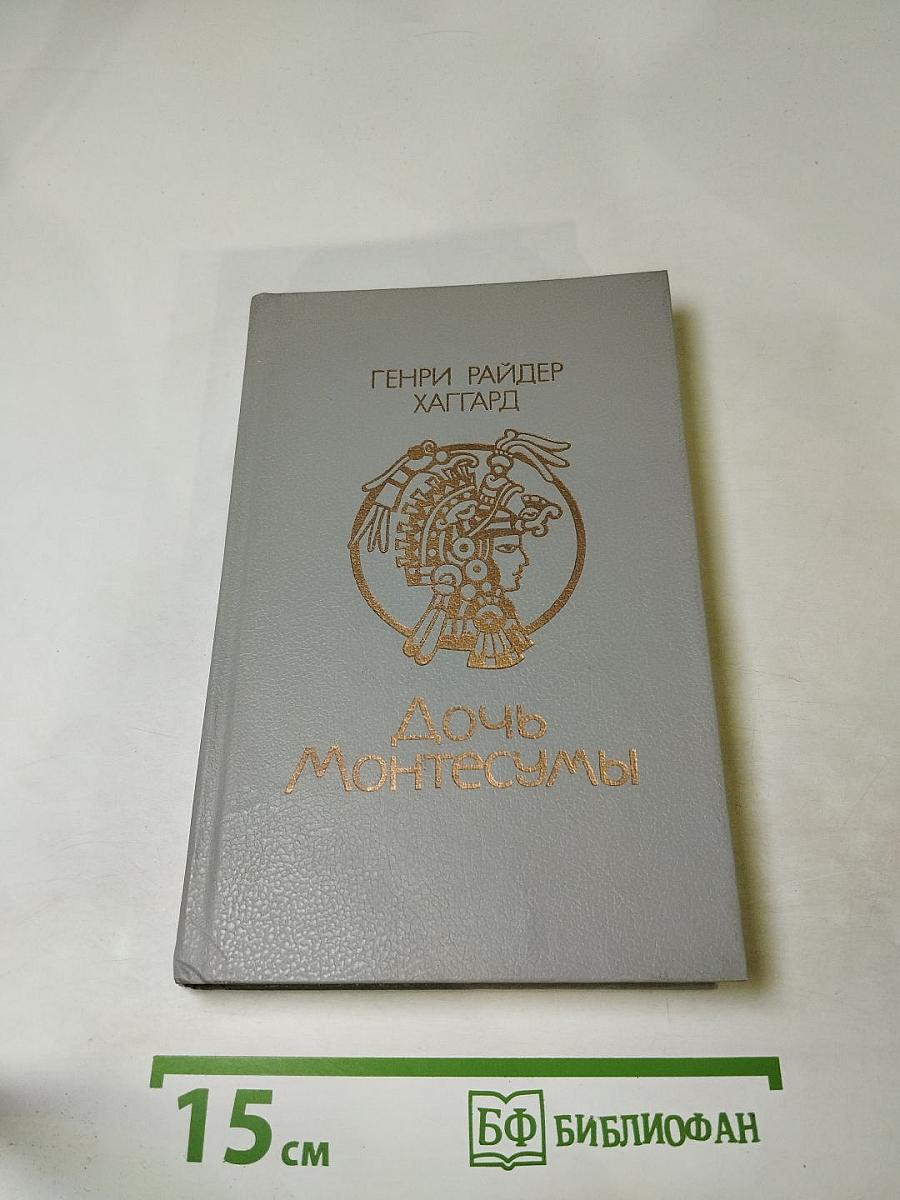 ГЕНРИ РАЙДЕР
ХАГГАРД
Дочь
Монтесумы
15 см
БФ БИБЛИОФАН